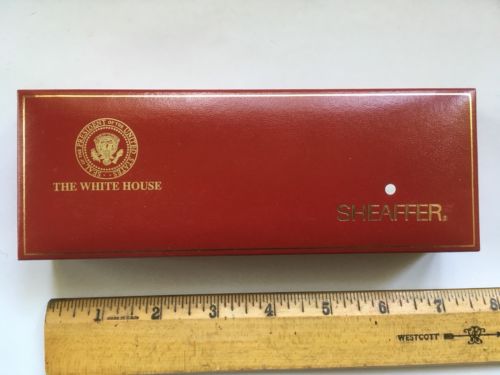 SEAL OF THE PRESIDENT OF THE UNITED STATES
THE WHITE HOUSE
SHEAFFER®
1 2 3 4 5 6 7
WESTCOTT